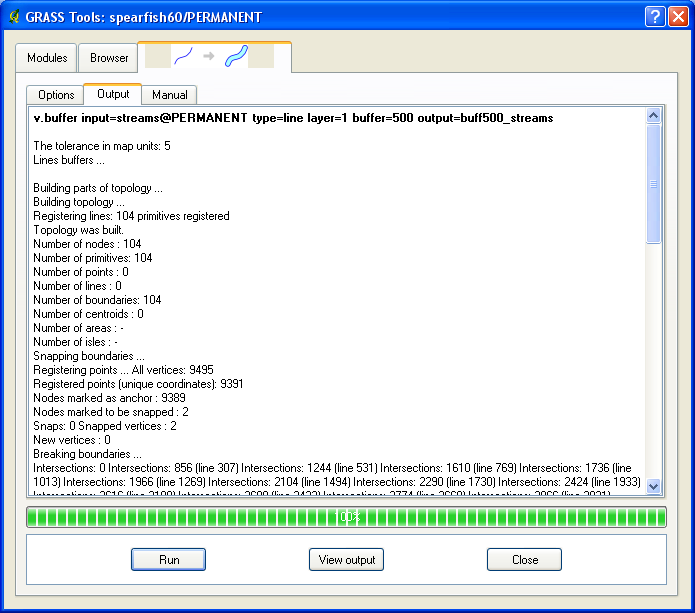 GRASS Tools: spearfish60/PERMANENT
Modules Browser
Options Output Manual
v.buffer input=streams@PERMANENT type=line layer=1 buffer=500 output=buff500_streams
The tolerance in map units: 5
Lines buffers ...
Building parts of topology ...
Building topology ...
Registering lines: 104 primitives registered
Topology was built.
Number of nodes : 104
Number of primitives: 104
Number of points : 0
Number of lines : 0
Number of boundaries: 104
Number of centroids : 0
Number of areas : -
Number of isles : -
Snapping boundaries ...
Registering points ... All vertices: 9495
Registered points (unique coordinates): 9391
Nodes marked as anchor : 9389
Nodes marked to be snapped : 2
Snaps: 0 Snapped vertices : 2
New vertices : 0
Breaking boundaries ...
Intersections: 0 Intersections: 856 (line 307) Intersections: 1244 (line 531) Intersections: 1610 (line 769) Intersections: 1736 (line
1013) Intersections: 1966 (line 1269) Intersections: 2104 (line 1494) Intersections: 2290 (line 1730) Intersections: 2424 (line 1933)
100%
Run View output Close